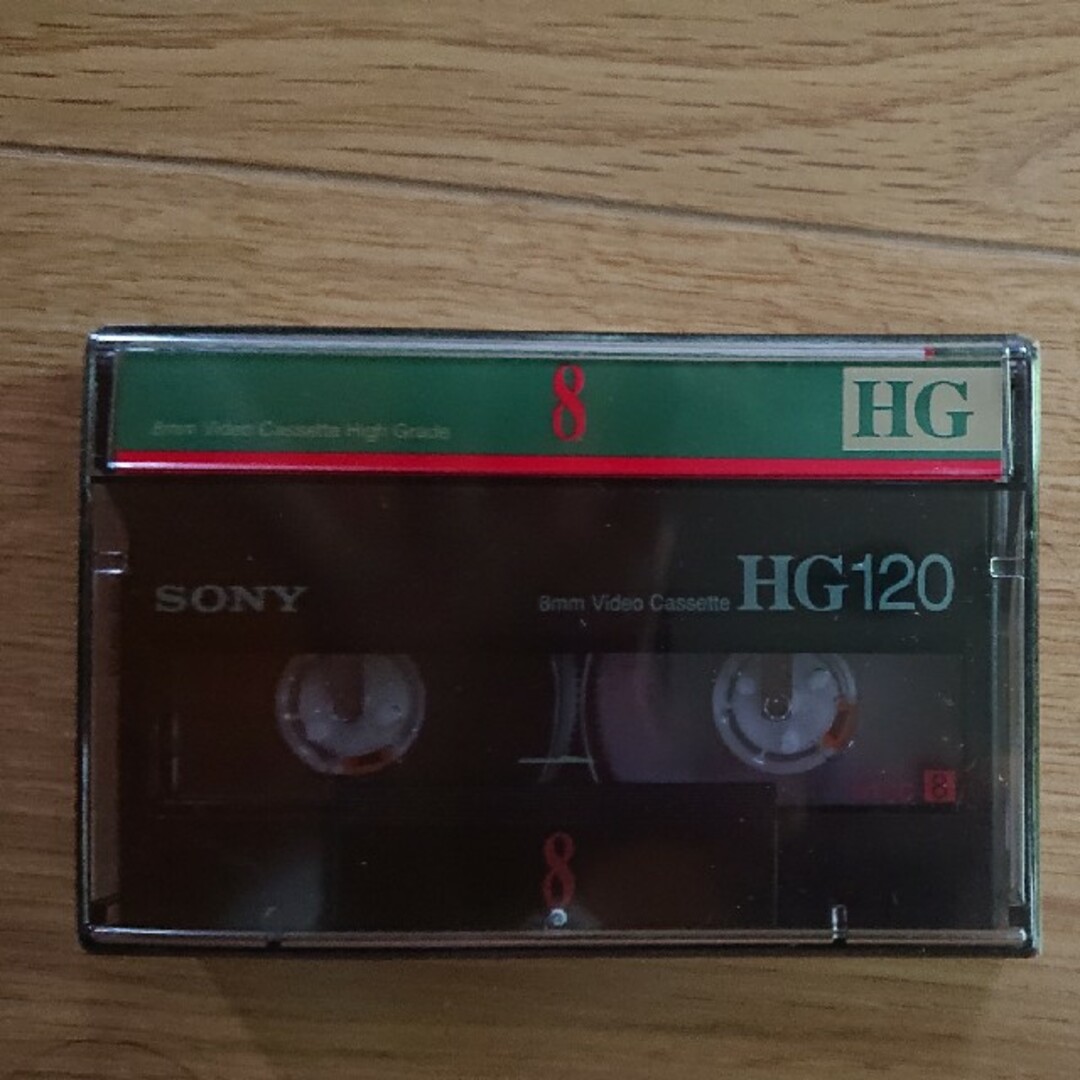 8
HG
8mm Video Cassette High Grade
SONY
8mm Video Cassette HG120
8
8